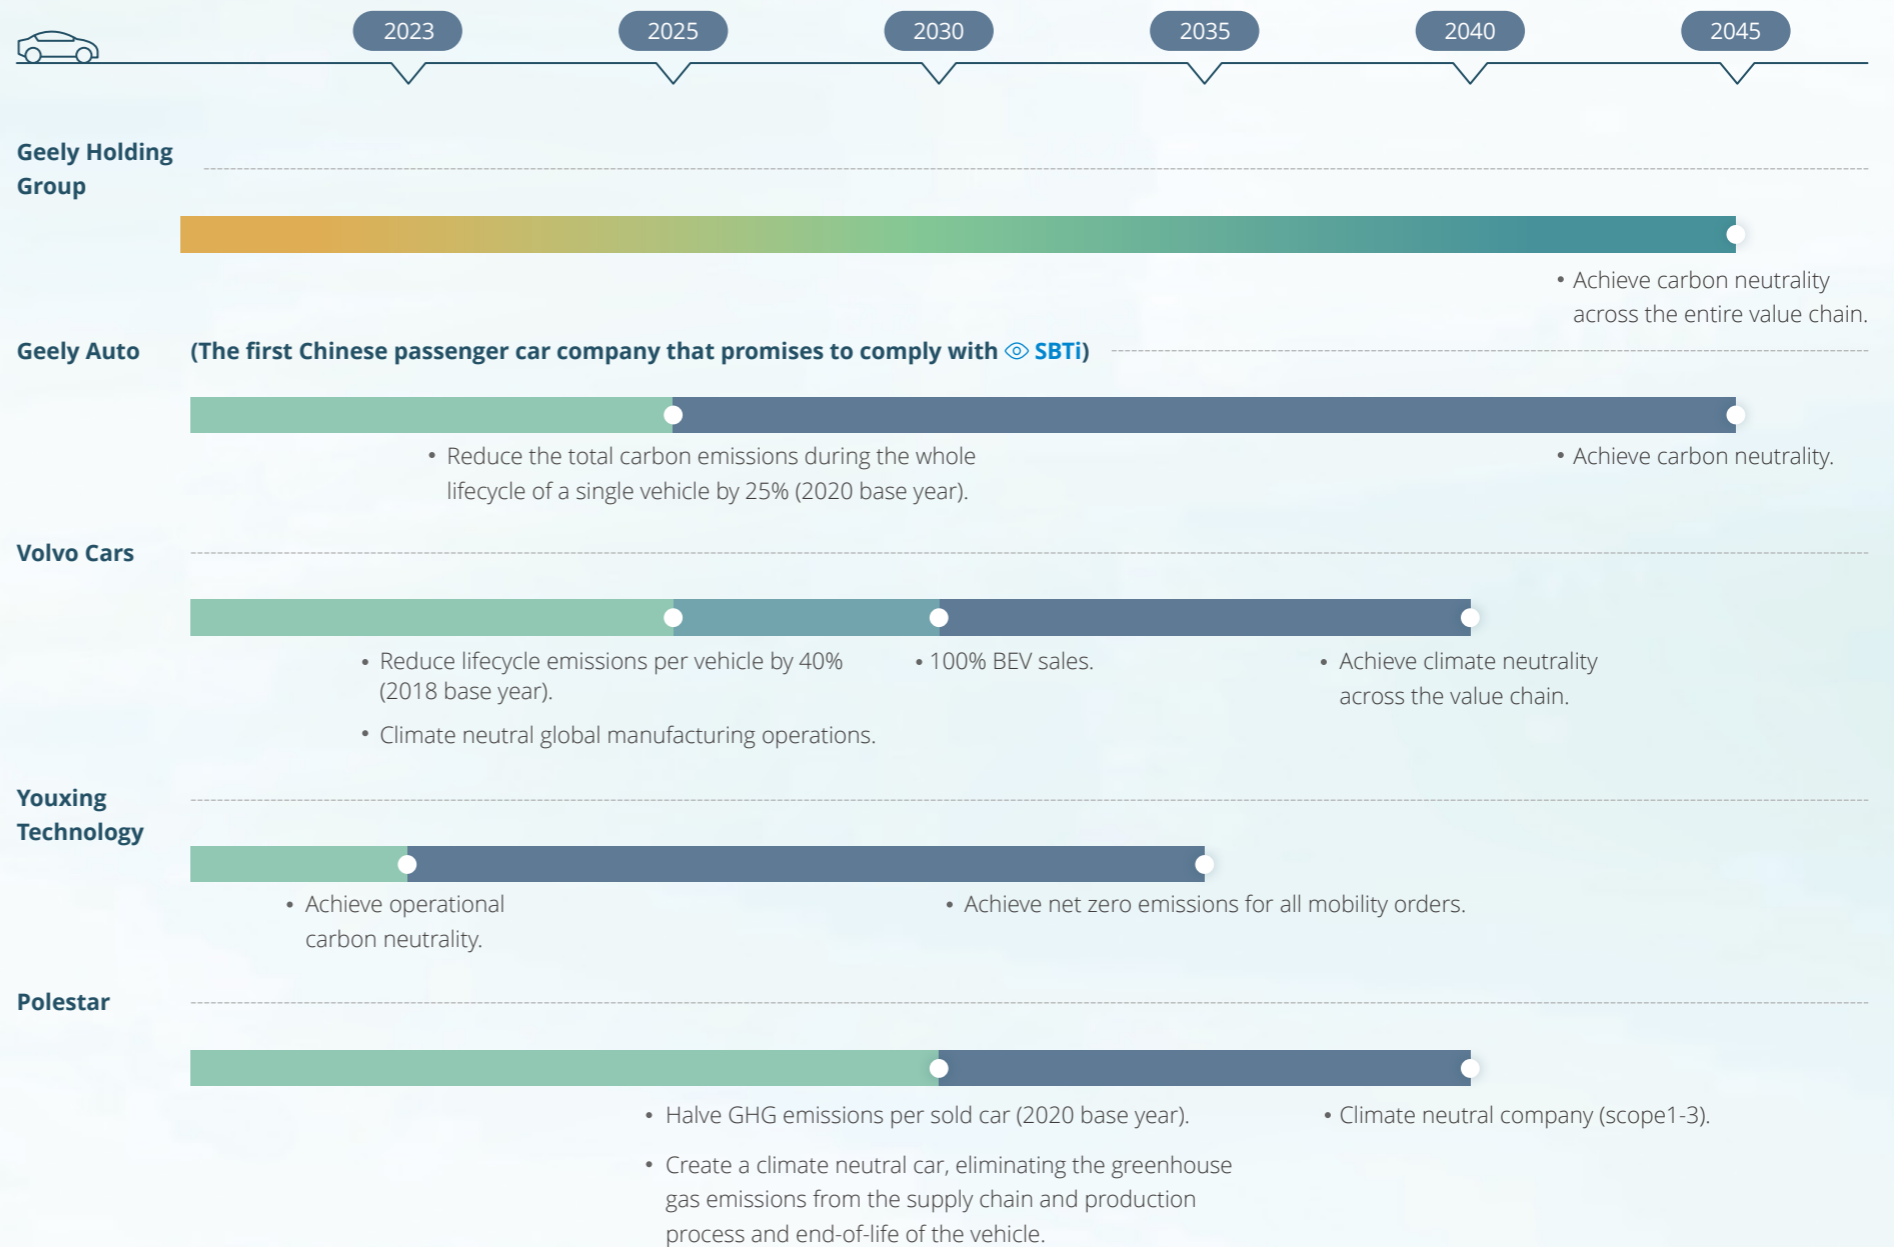 2023 2025 2030 2035 2040 2045
Geely Holding
Group
• Achieve carbon neutrality
across the entire value chain.
Geely Auto (The first Chinese passenger car company that promises to comply with SBTi)
• Reduce the total carbon emissions during the whole
lifecycle of a single vehicle by 25% (2020 base year).
• Achieve carbon neutrality.
Volvo Cars
• Reduce lifecycle emissions per vehicle by 40%
(2018 base year).
• Climate neutral global manufacturing operations.
• 100% BEV sales.
• Achieve climate neutrality
across the value chain.
Youxing
Technology
• Achieve operational
carbon neutrality.
• Achieve net zero emissions for all mobility orders.
Polestar
• Halve GHG emissions per sold car (2020 base year).
• Create a climate neutral car, eliminating the greenhouse
gas emissions from the supply chain and production
process and end-of-life of the vehicle.
• Climate neutral company (scope1-3).